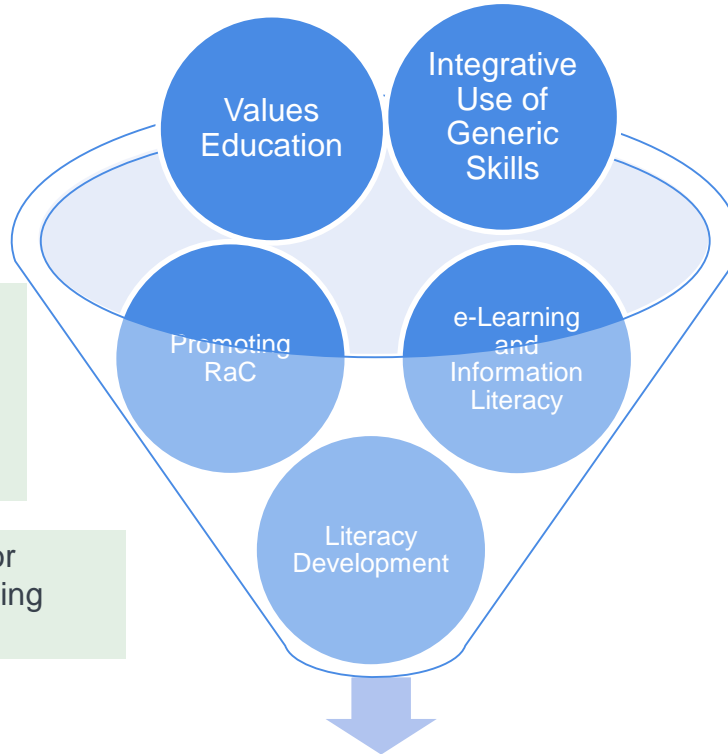 Values
Education
Integrative
Use of
Generic
Skills
Promoting
RaC
e-Learning
and
Information
Literacy
Literacy
Development
or
ing